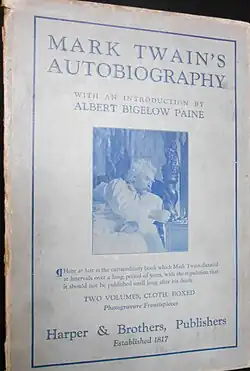 MARK TWAIN'S
AUTOBIOGRAPHY
WITH AN INTRODUCTION BY
ALBERT BIGELOW PAINE
¶Here at last is the extraordinary book which Mark Twain dictated
at intervals over a long period of years, with the stipulation that
it should not be published until long after his death.
TWO VOLUMES, CLOTH, BOXED
Photogravure Frontispieces
Harper & Brothers, Publishers
Established 1817